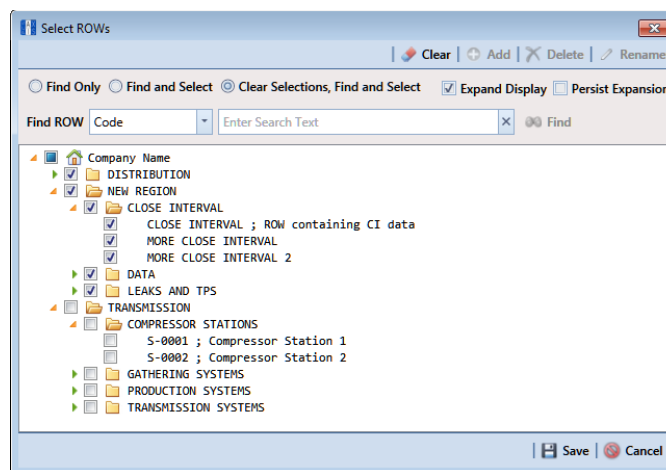 Select ROWs
Clear Add Delete Rename
Find Only Find and Select Clear Selections, Find and Select Expand Display Persist Expansion
Find ROW Code Enter Search Text Find
Company Name
DISTRIBUTION
NEW REGION
CLOSE INTERVAL
CLOSE INTERVAL ; ROW containing CI data
MORE CLOSE INTERVAL
MORE CLOSE INTERVAL 2
DATA
LEAKS AND TPS
TRANSMISSION
COMPRESSOR STATIONS
S-0001 ; Compressor Station 1
S-0002 ; Compressor Station 2
GATHERING SYSTEMS
PRODUCTION SYSTEMS
TRANSMISSION SYSTEMS
Save Cancel